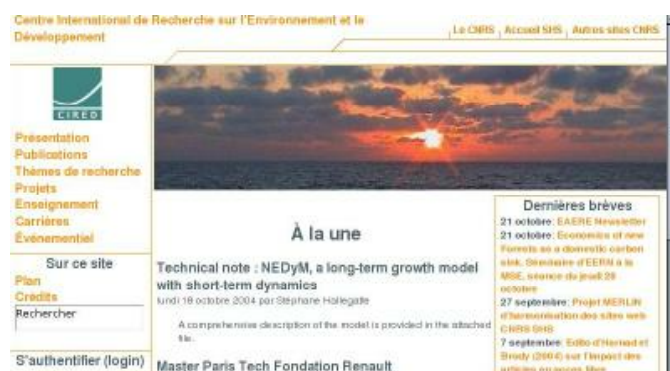 Centre International de Recherche sur l'Environnement et le
Développement
Le CNRS | Accueil SHS | Autres sites CNRS
CIRED
Présentation
Publications
Thèmes de recherche
Projets
Enseignement
Carrières
Événementiel
Sur ce site
Plan
Crédits
Rechercher
S'authentifier (login)
À la une
Technical note : NEDyM, a long-term growth model
with short-term dynamics
lundi 18 octobre 2004 par Stéphane Hallegatte
A comprehensive description of the model is provided in the attached
file.
Master Paris Tech Fondation Renault
Dernières brèves
21 octobre: EAERE Newsletter
21 octobre: Economics of new
Forests as a domestic carbon
sink, Séminaire d'EERN à la
MSE, séance du jeudi 28
octobre
27 septembre: Projet MERLIN
d'harmonisation des sites web
CNRS SHS
7 septembre: Edito d'Harnad et
Brody (2004) sur l'impact des
articles en acces libre